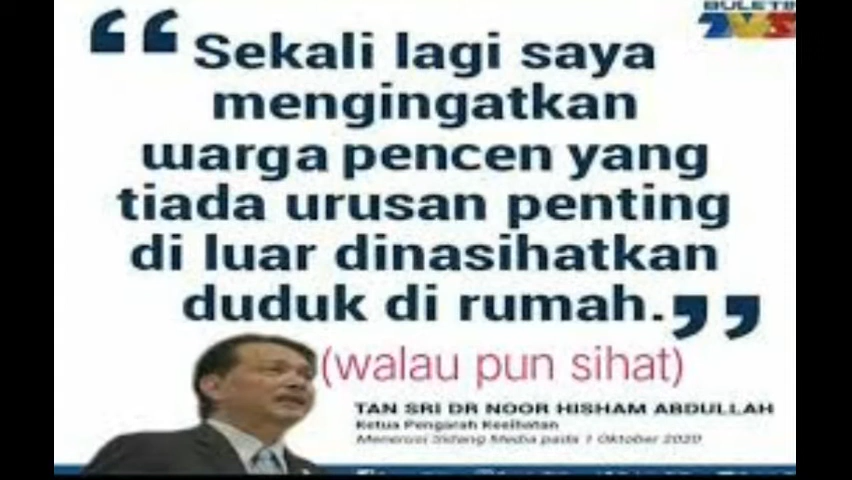 BULETIN
“Sekali lagi saya
mengingatkan
warga pencen yang
tiada urusan penting
di luar dinasihatkan
duduk di rumah.”
(walau pun sihat)
TAN SRI DR NOOR HISHAM ABDULLAH
Ketua Pengarah Kesihatan
Menerusi Sidang Media pada 1 Oktober 2020